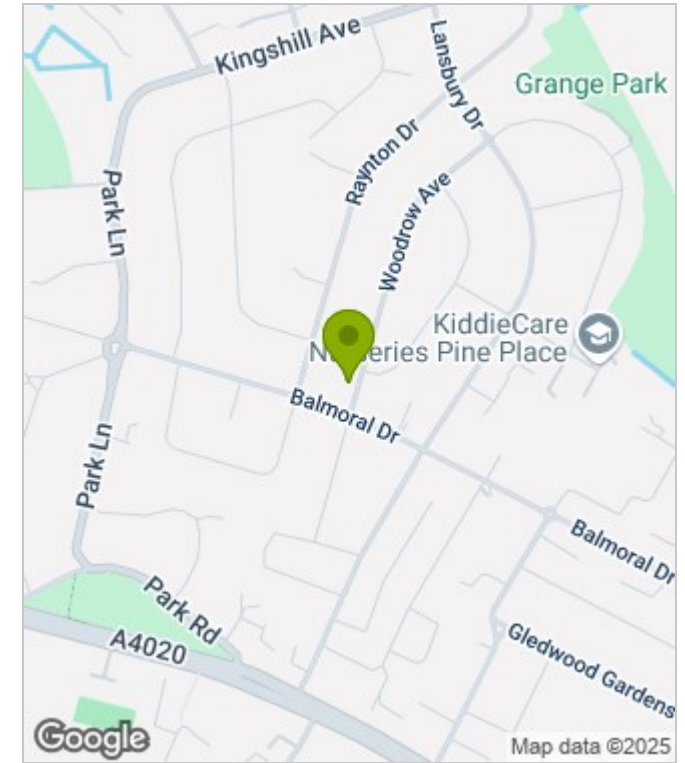 Kingshill Ave
Lansbury Dr
Grange Park
Raynton Dr
Park Ln
Woodrow Ave
KiddieCare
Nurseries Pine Place
Balmoral Dr
Park Ln
Balmoral Dr
Park Rd
A4020
Gledwood Gardens
Google
Map data ©2025